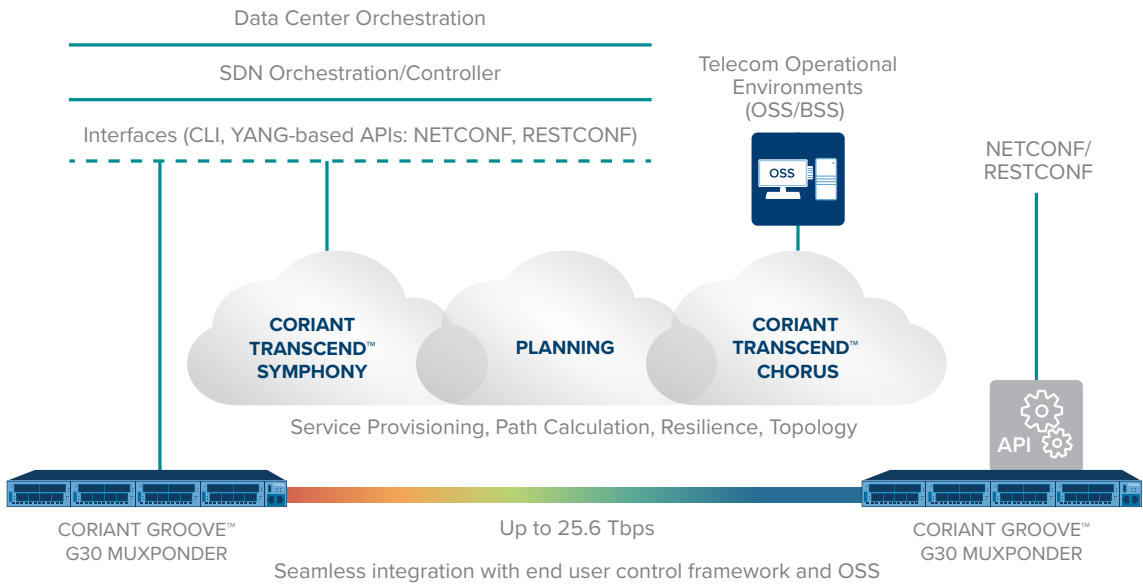 Data Center Orchestration
SDN Orchestration/Controller
Interfaces (CLI, YANG-based APIs: NETCONF, RESTCONF)
Telecom Operational
Environments
(OSS/BSS)
OSS
NETCONF/
RESTCONF
CORIANT
TRANSCEND™
SYMPHONY
PLANNING
CORIANT
TRANSCEND™
CHORUS
Service Provisioning, Path Calculation, Resilience, Topology
API
CORIANT GROOVE™
G30 MUXPONDER
Up to 25.6 Tbps
CORIANT GROOVE™
G30 MUXPONDER
Seamless integration with end user control framework and OSS